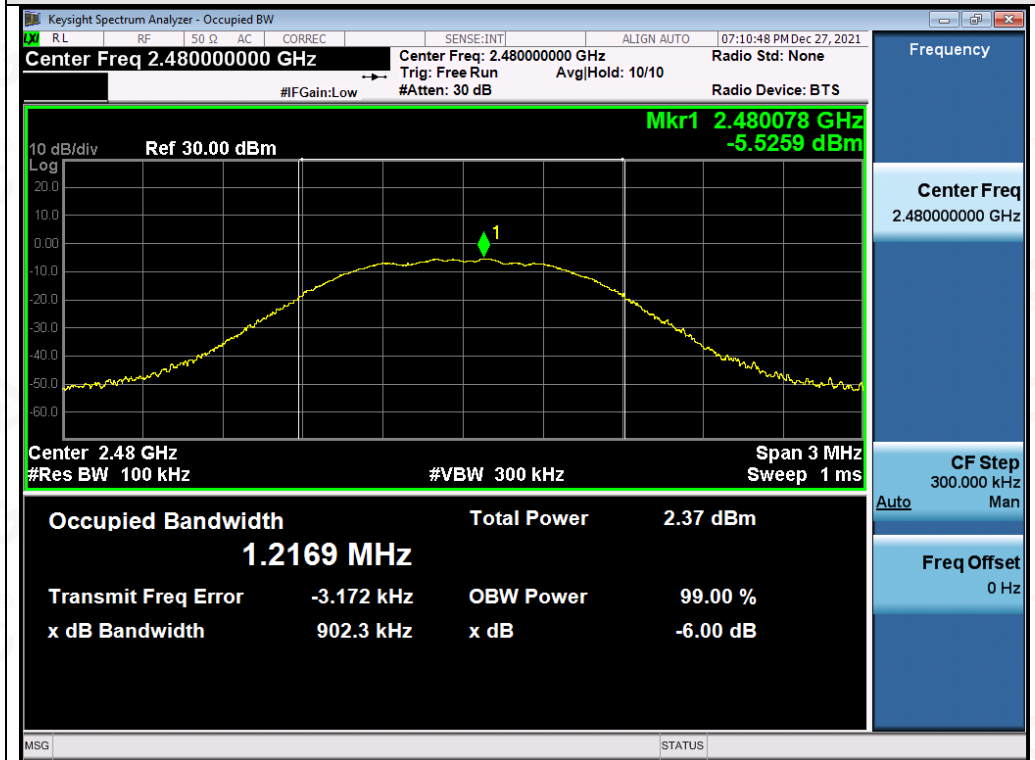 Keysight Spectrum Analyzer - Occupied BW
LXI RL RF 50 Ω AC CORREC SENSE:INT ALIGN AUTO 07:10:48 PM Dec 27, 2021
Center Freq 2.480000000 GHz
#IFGain:Low
Center Freq: 2.480000000 GHz
Trig: Free Run Avg|Hold: 10/10
#Atten: 30 dB
Radio Std: None
Radio Device: BTS
Mkr1 2.480078 GHz
-5.5259 dBm
10 dB/div Ref 30.00 dBm
Log
20.0
10.0
0.00
-10.0
-20.0
-30.0
-40.0
-50.0
-60.0
1
Center 2.48 GHz Span 3 MHz
#Res BW 100 kHz #VBW 300 kHz Sweep 1 ms
Occupied Bandwidth Total Power 2.37 dBm
1.2169 MHz
Transmit Freq Error -3.172 kHz OBW Power 99.00 %
x dB Bandwidth 902.3 kHz x dB -6.00 dB
Frequency
Center Freq
2.480000000 GHz
CF Step
300.000 kHz
Auto Man
Freq Offset
0 Hz
MSG STATUS